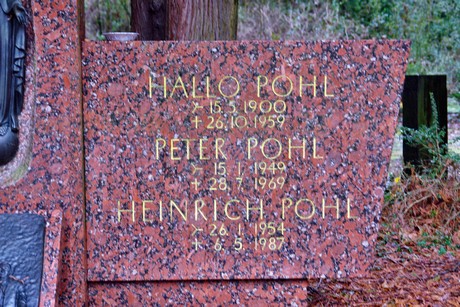 HALLO POHL
⚹ 15.5.1900
✝ 26.10.1959
PETER POHL
⚹ 15.1.1949
✝ 28.7.1969
HEINRICH POHL
⚹ 26.1.1954
✝ 6.5.1987